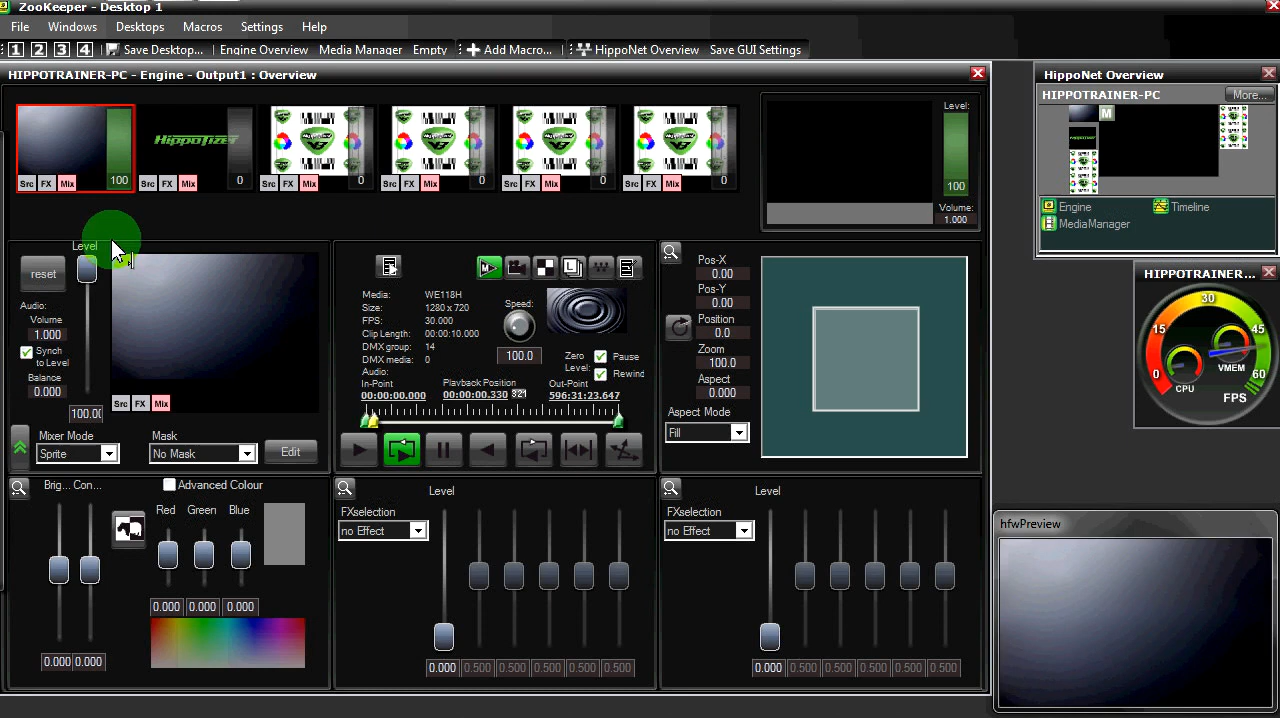 ZooKeeper - Desktop 1
File Windows Desktops Macros Settings Help
1 2 3 4 Save Desktop... Engine Overview Media Manager Empty Add Macro... HippoNet Overview Save GUI Settings
HIPPOTRAINER-PC - Engine - Output1 : Overview
Src FX Mix 100
HIPPOTIZER
Src FX Mix 0
Src FX Mix 0
Src FX Mix 0
Src FX Mix 0
Src FX Mix 0
Level:
100
Volume:
1.000
HippoNet Overview
HIPPOTRAINER-PC More...
M
Engine Timeline
MediaManager
HIPPOTRAINER...
0 15 30 45 60
CPU VMEM
FPS
hfwPreview
Level
reset
Audio:
Volume
1.000
Synch
to Level
Balance
0.000
100.0
Src FX Mix
Mixer Mode Mask
Sprite No Mask Edit
M
Media: WE118H
Size: 1280 x 720
FPS: 30.000
Clip Length: 00:00:10.000
DMX group: 14
DMX media: 0
Audio:
Speed:
100.0
Zero
Level:
Pause
Rewind
In-Point Playback Position Out-Point
00:00:00.000 00:00:00.330 321 596:31:23.647
Pos-X
0.00
Pos-Y
0.00
Position
0.0
Zoom
100.0
Aspect
0.000
Aspect Mode
Fill
Brig... Con... Advanced Colour
Red Green Blue
0.000 0.000 0.000
0.000 0.000
Level
FXselection
no Effect
0.000 0.500 0.500 0.500 0.500 0.500
Level
FXselection
no Effect
0.000 0.500 0.500 0.500 0.500 0.500